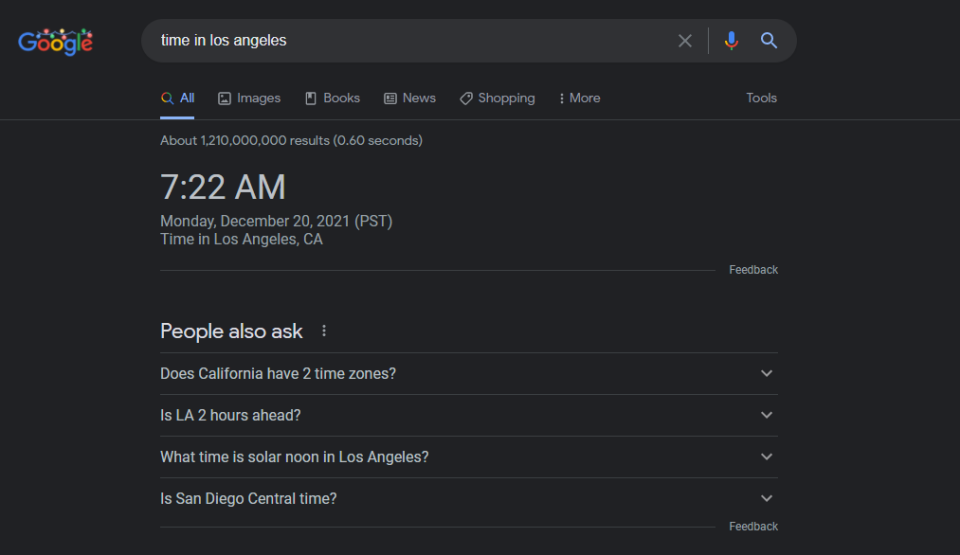 Google
time in los angeles
All Images Books News Shopping More Tools
About 1,210,000,000 results (0.60 seconds)
7:22 AM
Monday, December 20, 2021 (PST)
Time in Los Angeles, CA
Feedback
People also ask
Does California have 2 time zones?
Is LA 2 hours ahead?
What time is solar noon in Los Angeles?
Is San Diego Central time?
Feedback